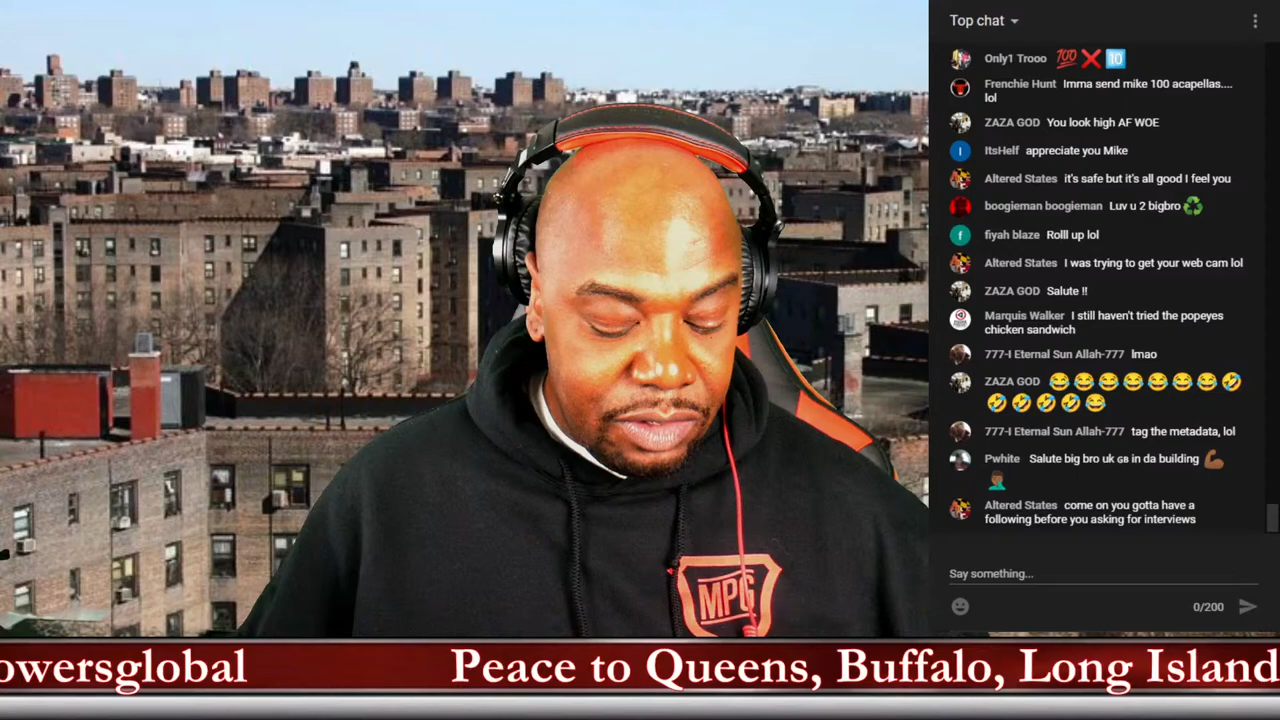 Top chat
Only1 Trooo 💯 ❌ 🔟
Frenchie Hunt Imma send mike 100 acapellas....
lol
ZAZA GOD You look high AF WOE
ItsHelf appreciate you Mike
Altered States it's safe but it's all good I feel you
boogieman boogieman Luv u 2 bigbro ♻
fiyah blaze Rolll up lol
Altered States I was trying to get your web cam lol
ZAZA GOD Salute !!
Marquis Walker I still haven't tried the popeyes
chicken sandwich
777-I Eternal Sun Allah-777 lmao
ZAZA GOD 😂😂😂😂😂😂😂🤣
🤣🤣🤣🤣😂
777-I Eternal Sun Allah-777 tag the metadata, lol
Pwhite Salute big bro uk 🇬🇧 in da building 💪🏾
🤦🏾‍♂️
Altered States come on you gotta have a
following before you asking for interviews
Say something...
0/200
MPG
owersglobal Peace to Queens, Buffalo, Long Island